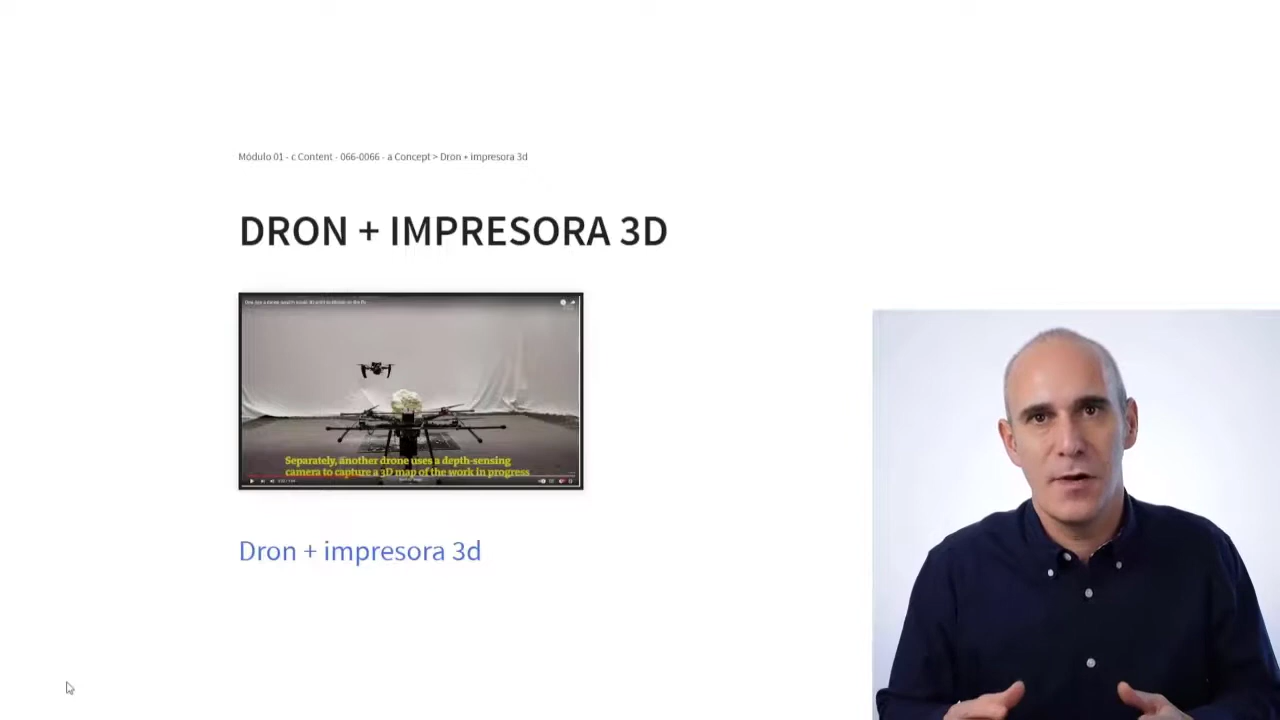 Módulo 01 - c Content - 066-0066 - a Concept > Dron + impresora 3d
DRON + IMPRESORA 3D
Separately, another drone uses a depth-sensing
camera to capture a 3D map of the work in progress
Dron + impresora 3d